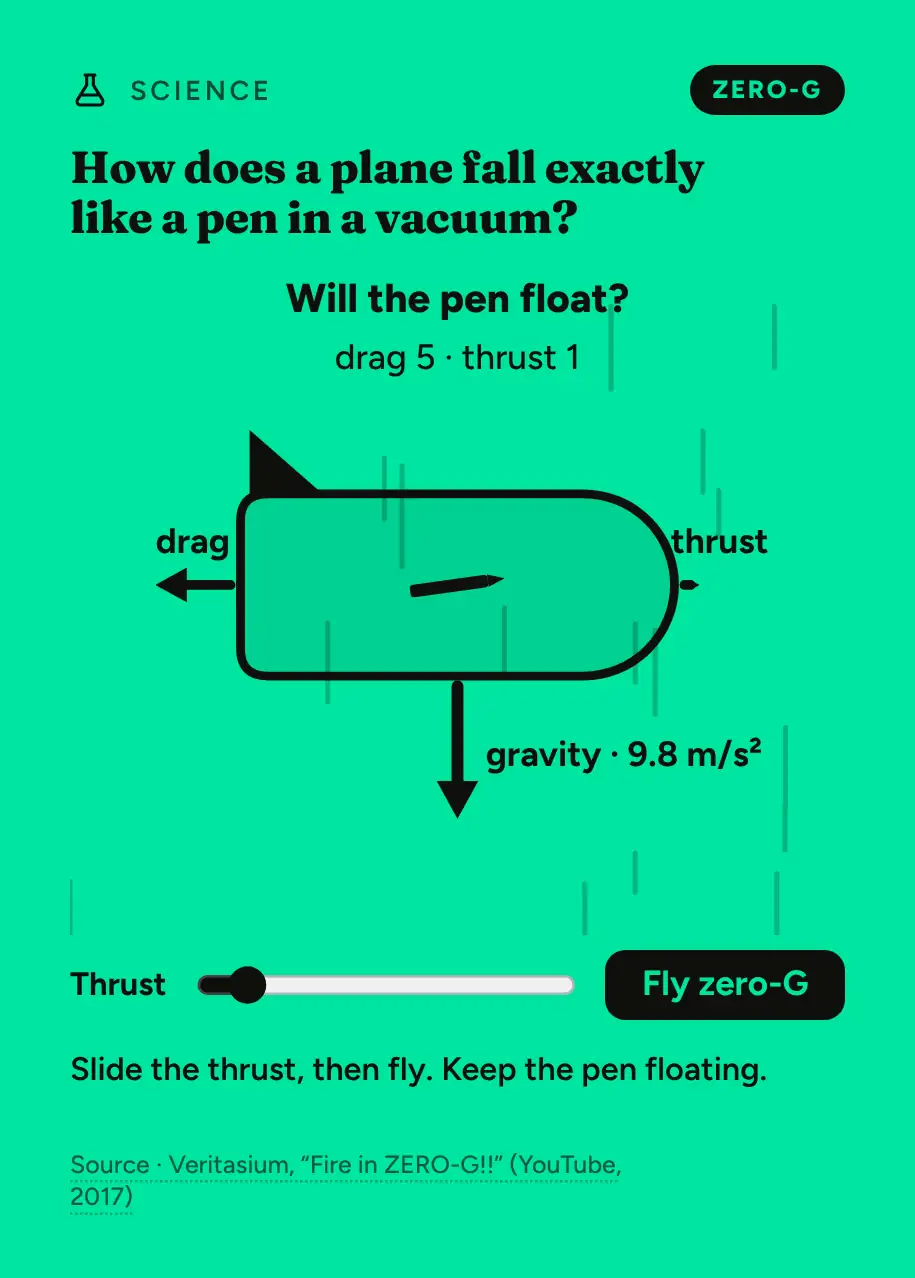 SCIENCE
ZERO-G
How does a plane fall exactly
like a pen in a vacuum?
Will the pen float?
drag 5 · thrust 1
drag
thrust
gravity · 9.8 m/s²
Thrust
Fly zero-G
Slide the thrust, then fly. Keep the pen floating.
Source · Veritasium, “Fire in ZERO-G!!” (YouTube,
2017)